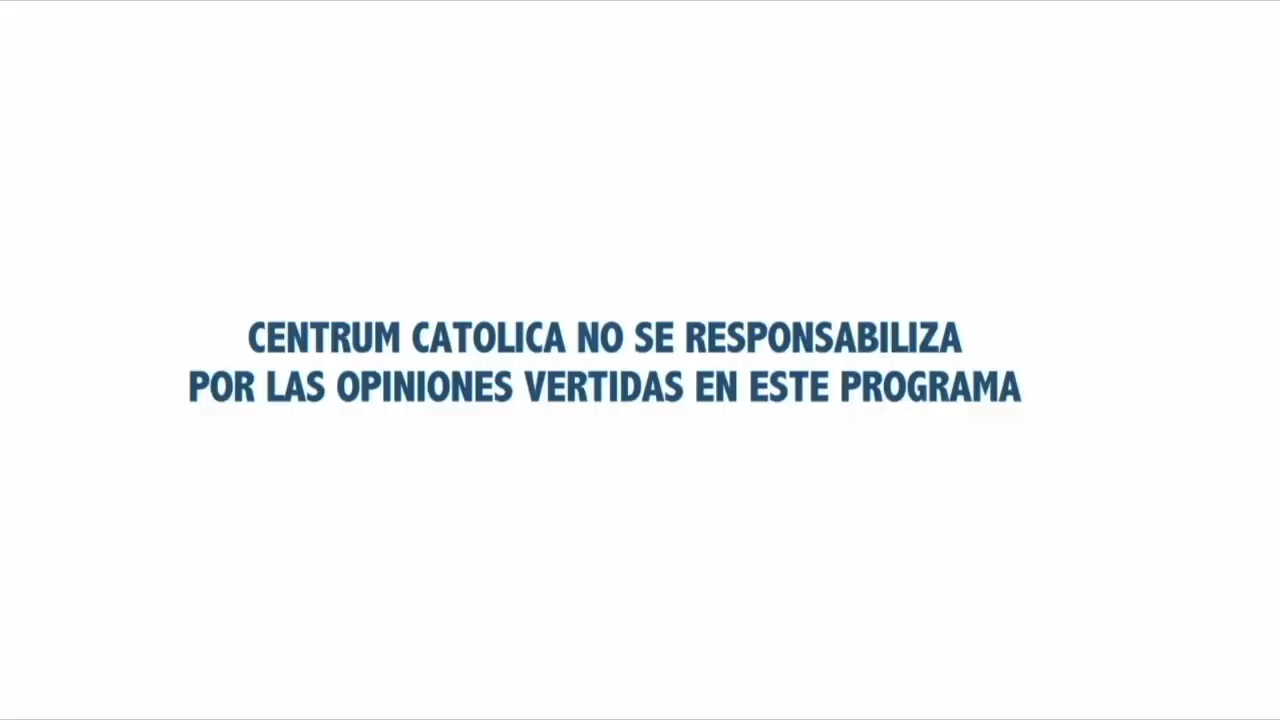 CENTRUM CATOLICA NO SE RESPONSABILIZA
POR LAS OPINIONES VERTIDAS EN ESTE PROGRAMA